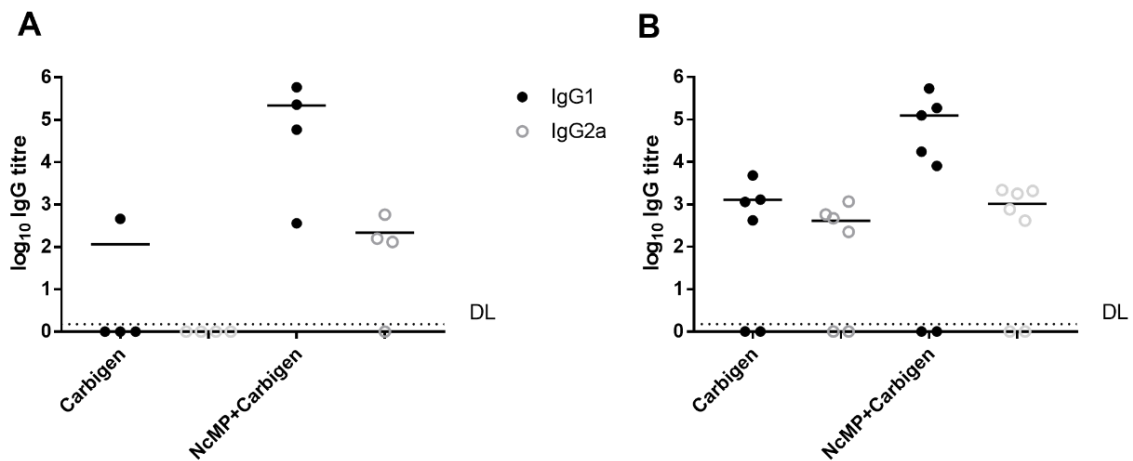 A
B
6
5
4
3
2
1
0
log10 IgG titre
Carbigen
NcMP+Carbigen
DL
IgG1
IgG2a
6
5
4
3
2
1
0
log10 IgG titre
Carbigen
NcMP+Carbigen
DL